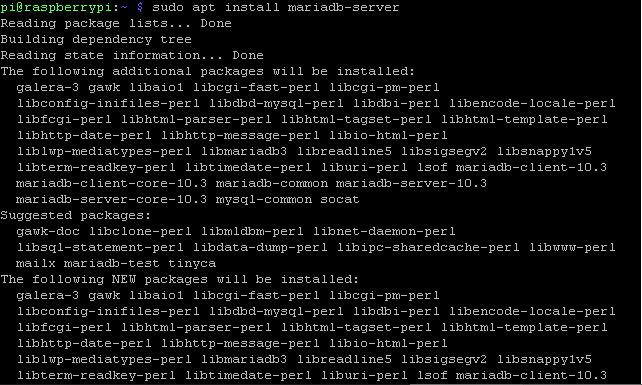 pi@raspberrypi:~ $ sudo apt install mariadb-server
Reading package lists... Done
Building dependency tree
Reading state information... Done
The following additional packages will be installed:
  galera-3 gawk libaio1 libcgi-fast-perl libcgi-pm-perl
  libconfig-inifiles-perl libdbd-mysql-perl libdbi-perl libencode-locale-perl
  libfcgi-perl libhtml-parser-perl libhtml-tagset-perl libhtml-template-perl
  libhttp-date-perl libhttp-message-perl libio-html-perl
  liblwp-mediatypes-perl libmariadb3 libreadline5 libsigsegv2 libsnappy1v5
  libterm-readkey-perl libtimedate-perl liburi-perl lsof mariadb-client-10.3
  mariadb-client-core-10.3 mariadb-common mariadb-server-10.3
  mariadb-server-core-10.3 mysql-common socat
Suggested packages:
  gawk-doc libclone-perl libmldbm-perl libnet-daemon-perl
  libsql-statement-perl libdata-dump-perl libipc-sharedcache-perl libwww-perl
  mailx mariadb-test tinyca
The following NEW packages will be installed:
  galera-3 gawk libaio1 libcgi-fast-perl libcgi-pm-perl
  libconfig-inifiles-perl libdbd-mysql-perl libdbi-perl libencode-locale-perl
  libfcgi-perl libhtml-parser-perl libhtml-tagset-perl libhtml-template-perl
  libhttp-date-perl libhttp-message-perl libio-html-perl
  liblwp-mediatypes-perl libmariadb3 libreadline5 libsigsegv2 libsnappy1v5
  libterm-readkey-perl libtimedate-perl liburi-perl lsof mariadb-client-10.3